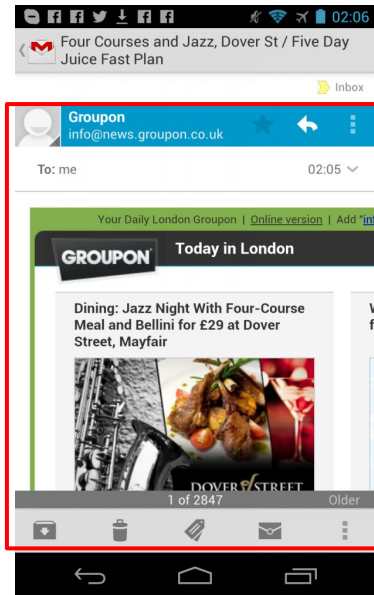 02:06
Four Courses and Jazz, Dover St / Five Day
Juice Fast Plan
Inbox
Groupon
info@news.groupon.co.uk
To: me
02:05
Your Daily London Groupon | Online version | Add "in
GROUPON
Today in London
Dining: Jazz Night With Four-Course
Meal and Bellini for £29 at Dover
Street, Mayfair
DOVER STREET
1 of 2847
Older